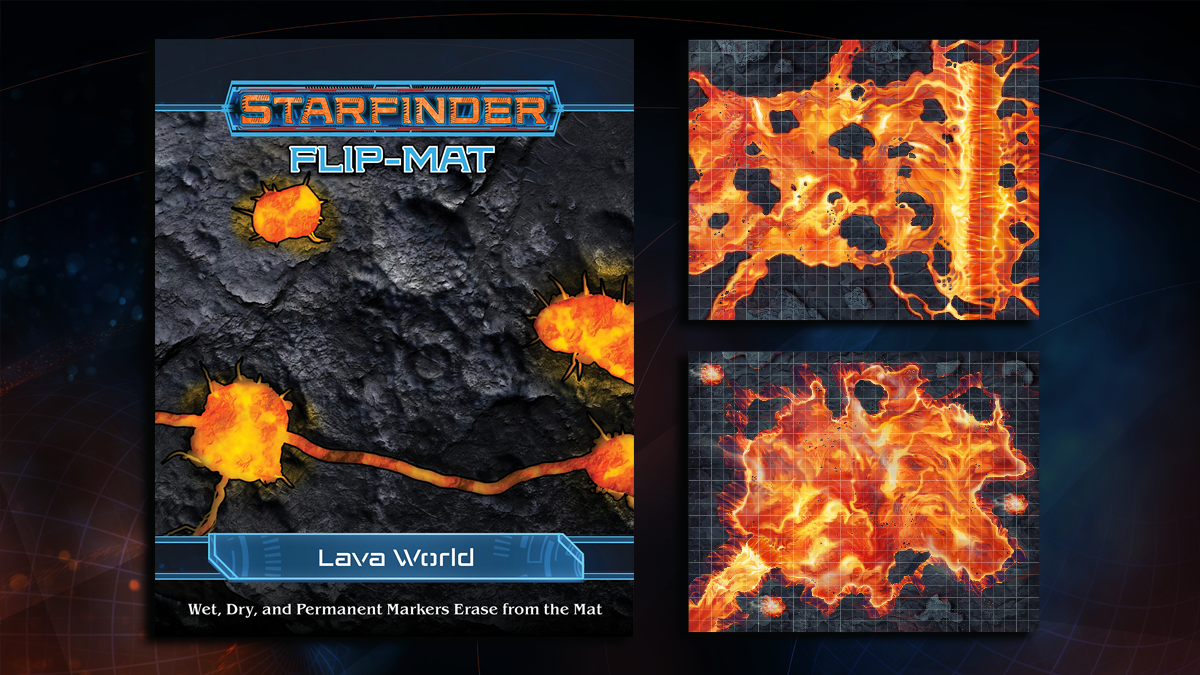 STARFINDER
FLIP-MAT
Lava World
Wet, Dry, and Permanent Markers Erase from the Mat